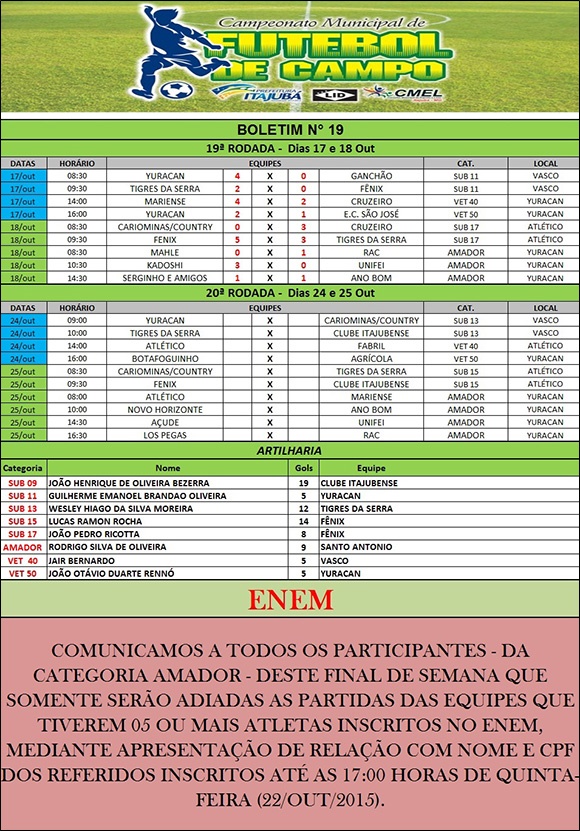 Campeonato Municipal de
FUTEBOL
DE CAMPO
PREFEITURA ITAJUBÁ LID CMEL
BOLETIM N° 19
19ª RODADA - Dias 17 e 18 Out
DATAS HORÁRIO EQUIPES CAT. LOCAL
17/out 08:30 YURACAN 4 X 0 GANCHÃO SUB 11 VASCO
17/out 09:30 TIGRES DA SERRA 2 X 0 FÊNIX SUB 11 VASCO
17/out 14:00 MARIENSE 4 X 2 CRUZEIRO VET 40 YURACAN
17/out 16:00 YURACAN 2 X 1 E.C. SÃO JOSÉ VET 50 YURACAN
18/out 08:30 CARIOMINAS/COUNTRY 0 X 3 CRUZEIRO SUB 17 ATLÉTICO
18/out 09:30 FENIX 5 X 3 TIGRES DA SERRA SUB 17 ATLÉTICO
18/out 08:30 MAHLE 0 X 1 RAC AMADOR YURACAN
18/out 10:30 KADOSHI 3 X 0 UNIFEI AMADOR YURACAN
18/out 14:30 SERGINHO E AMIGOS 1 X 1 ANO BOM AMADOR YURACAN
20ª RODADA - Dias 24 e 25 Out
DATAS HORÁRIO EQUIPES CAT. LOCAL
24/out 09:00 YURACAN X CARIOMINAS/COUNTRY SUB 13 VASCO
24/out 10:00 TIGRES DA SERRA X CLUBE ITAJUBENSE SUB 13 VASCO
24/out 14:00 ATLÉTICO X FABRIL VET 40 ATLÉTICO
24/out 16:00 BOTAFOGUINHO X AGRÍCOLA VET 50 YURACAN
25/out 08:30 CARIOMINAS/COUNTRY X TIGRES DA SERRA SUB 15 ATLÉTICO
25/out 09:30 FENIX X CLUBE ITAJUBENSE SUB 15 ATLÉTICO
25/out 08:00 ATLÉTICO X MARIENSE AMADOR YURACAN
25/out 10:00 NOVO HORIZONTE X ANO BOM AMADOR YURACAN
25/out 14:30 AÇUDE X UNIFEI AMADOR YURACAN
25/out 16:30 LOS PEGAS X RAC AMADOR YURACAN
ARTILHARIA
Categoria Nome Gols Equipe
SUB 09 JOÃO HENRIQUE DE OLIVEIRA BEZERRA 19 CLUBE ITAJUBENSE
SUB 11 GUILHERME EMANOEL BRANDAO OLIVEIRA 5 YURACAN
SUB 13 WESLEY HIAGO DA SILVA MOREIRA 12 TIGRES DA SERRA
SUB 15 LUCAS RAMON ROCHA 14 FÊNIX
SUB 17 JOÃO PEDRO RICOTTA 8 FÊNIX
AMADOR RODRIGO SILVA DE OLIVEIRA 9 SANTO ANTONIO
VET 40 JAIR BERNARDO 5 VASCO
VET 50 JOÃO OTÁVIO DUARTE RENNÓ 5 YURACAN
ENEM
COMUNICAMOS A TODOS OS PARTICIPANTES - DA
CATEGORIA AMADOR - DESTE FINAL DE SEMANA QUE
SOMENTE SERÃO ADIADAS AS PARTIDAS DAS EQUIPES QUE
TIVEREM 05 OU MAIS ATLETAS INSCRITOS NO ENEM,
MEDIANTE APRESENTAÇÃO DE RELAÇÃO COM NOME E CPF
DOS REFERIDOS INSCRITOS ATÉ AS 17:00 HORAS DE QUINTA-
FEIRA (22/OUT/2015).